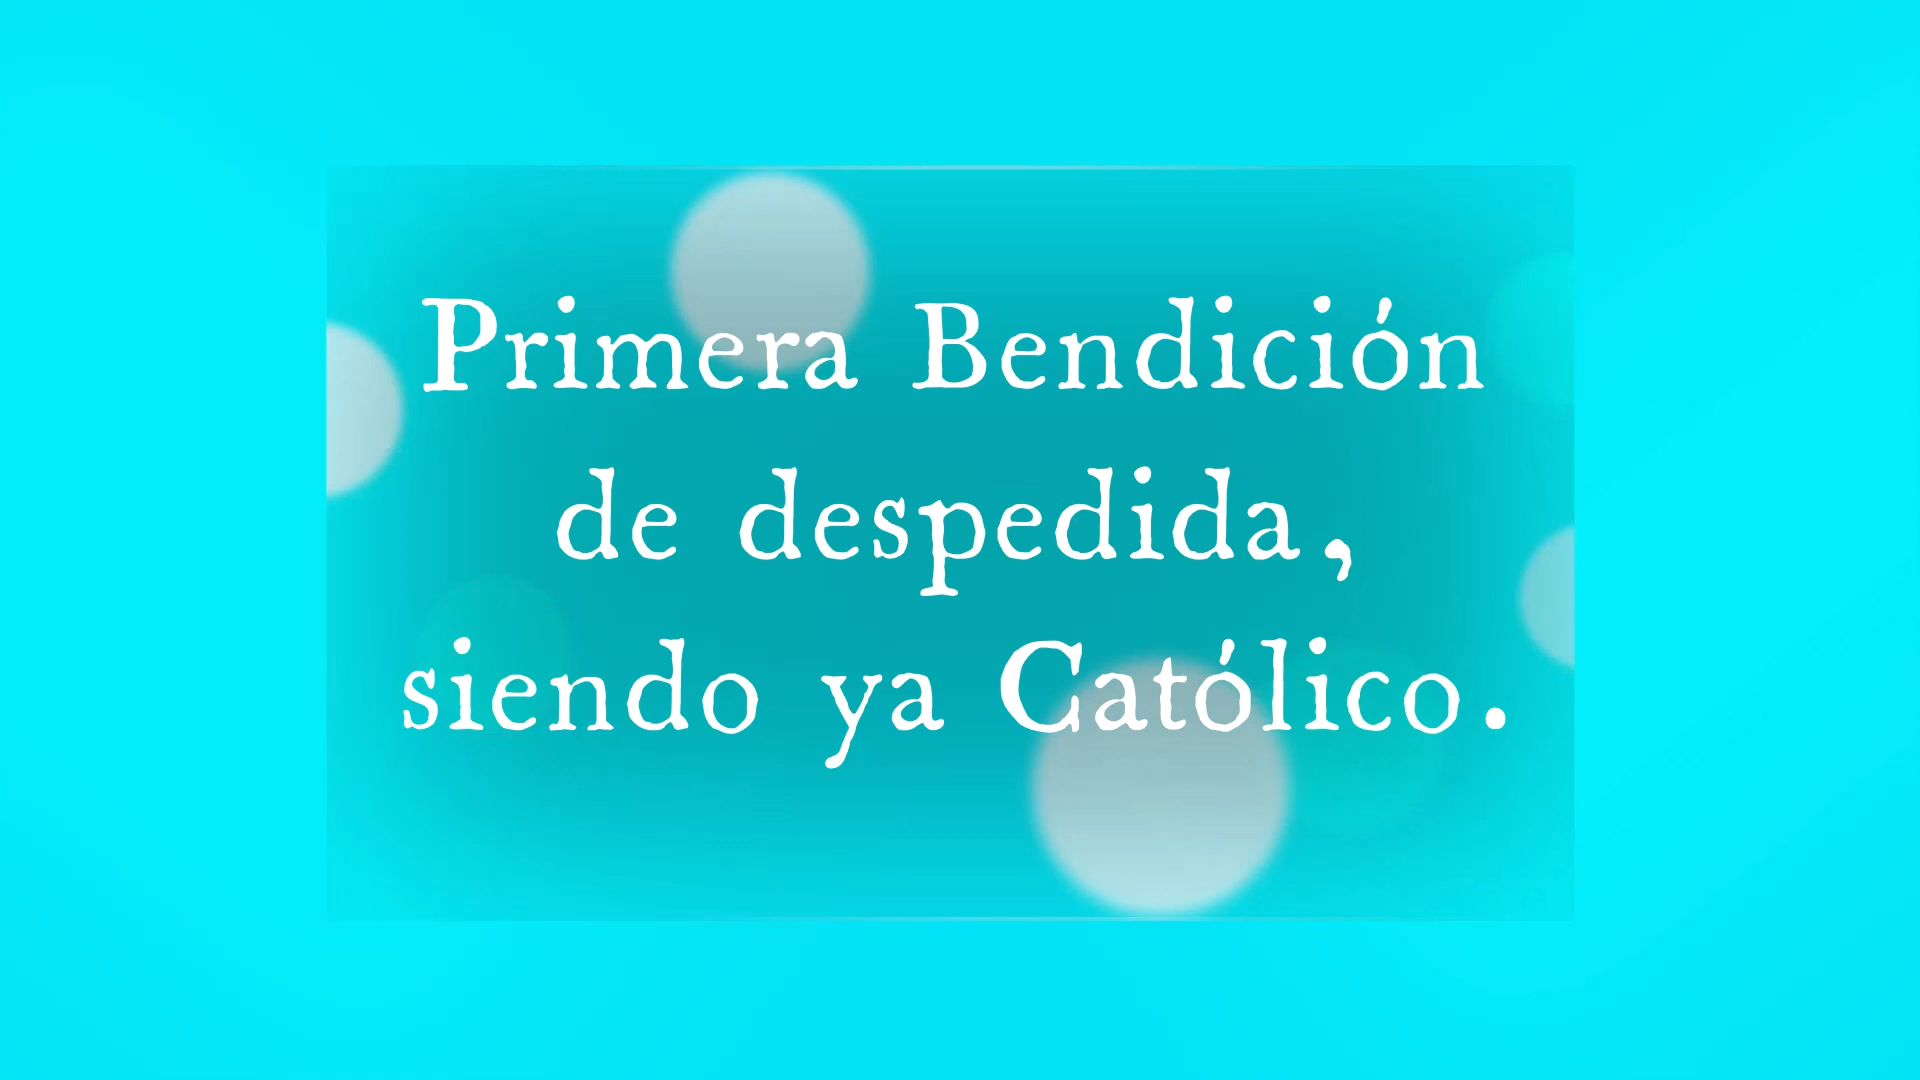 Primera Bendición
de despedida,
siendo ya Católico.